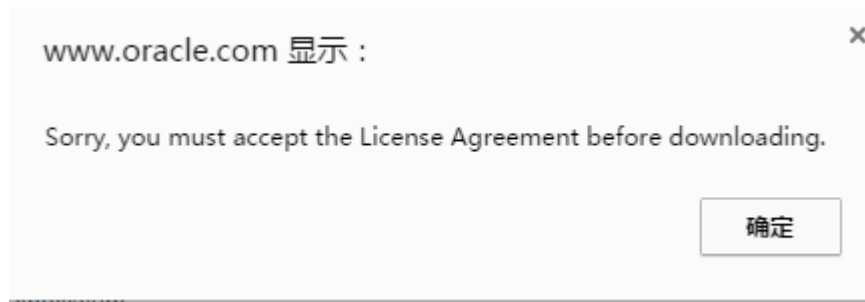 www.oracle.com 显示：
Sorry, you must accept the License Agreement before downloading.
确定